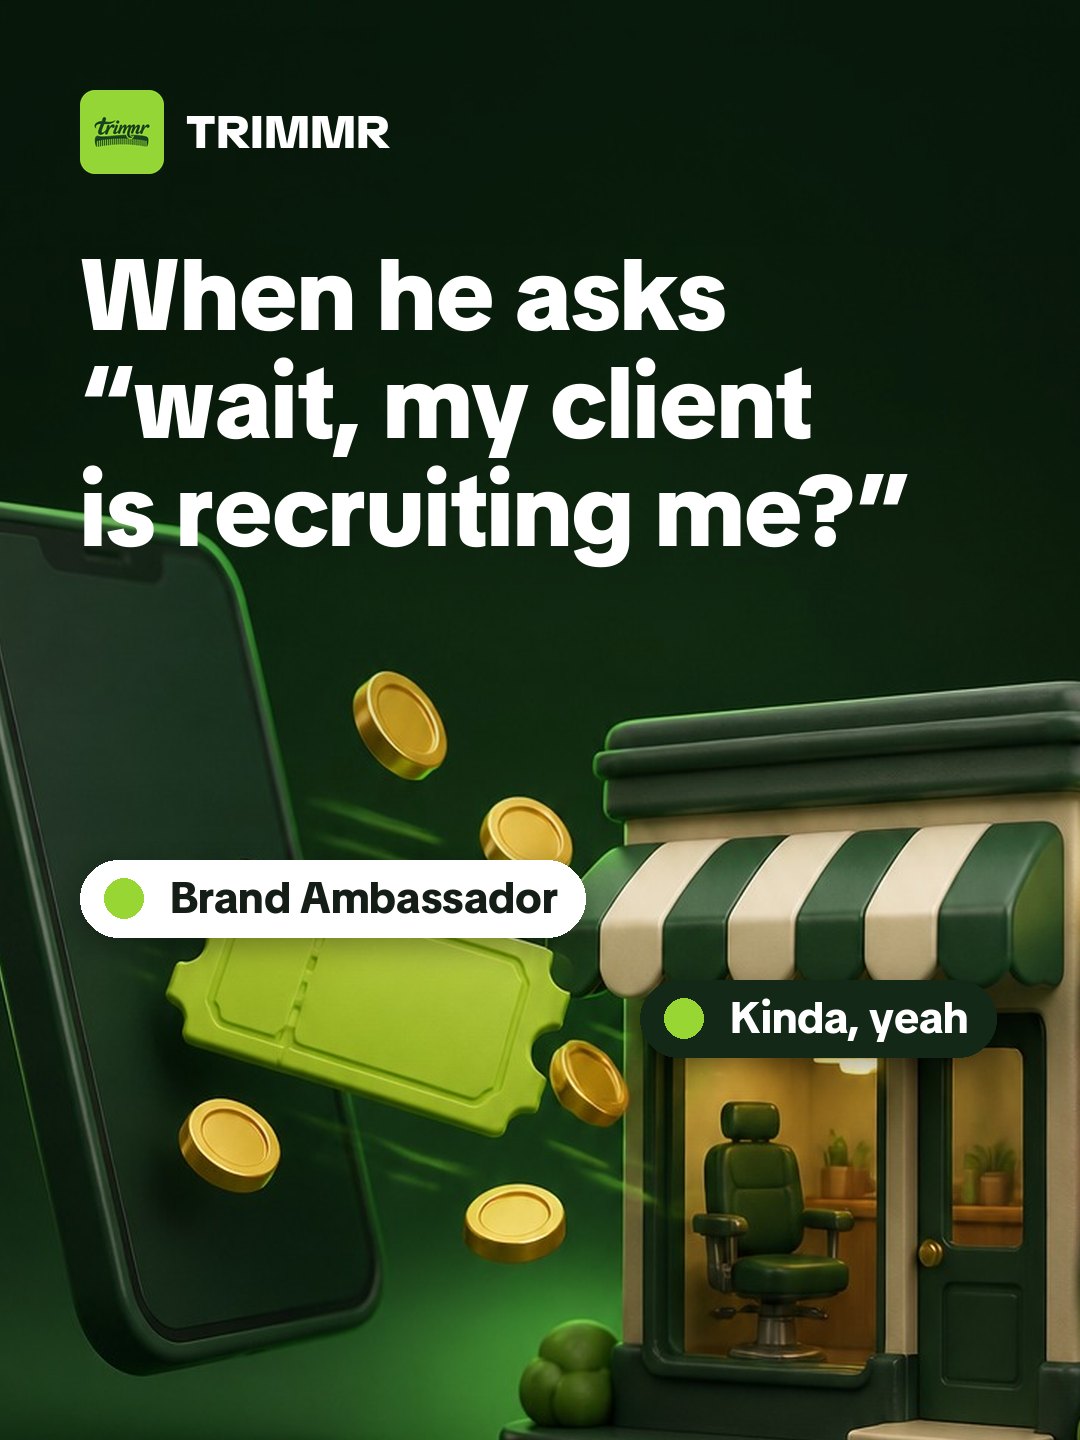 trimmr
TRIMMR
When he asks
“wait, my client
is recruiting me?”
Brand Ambassador
Kinda, yeah